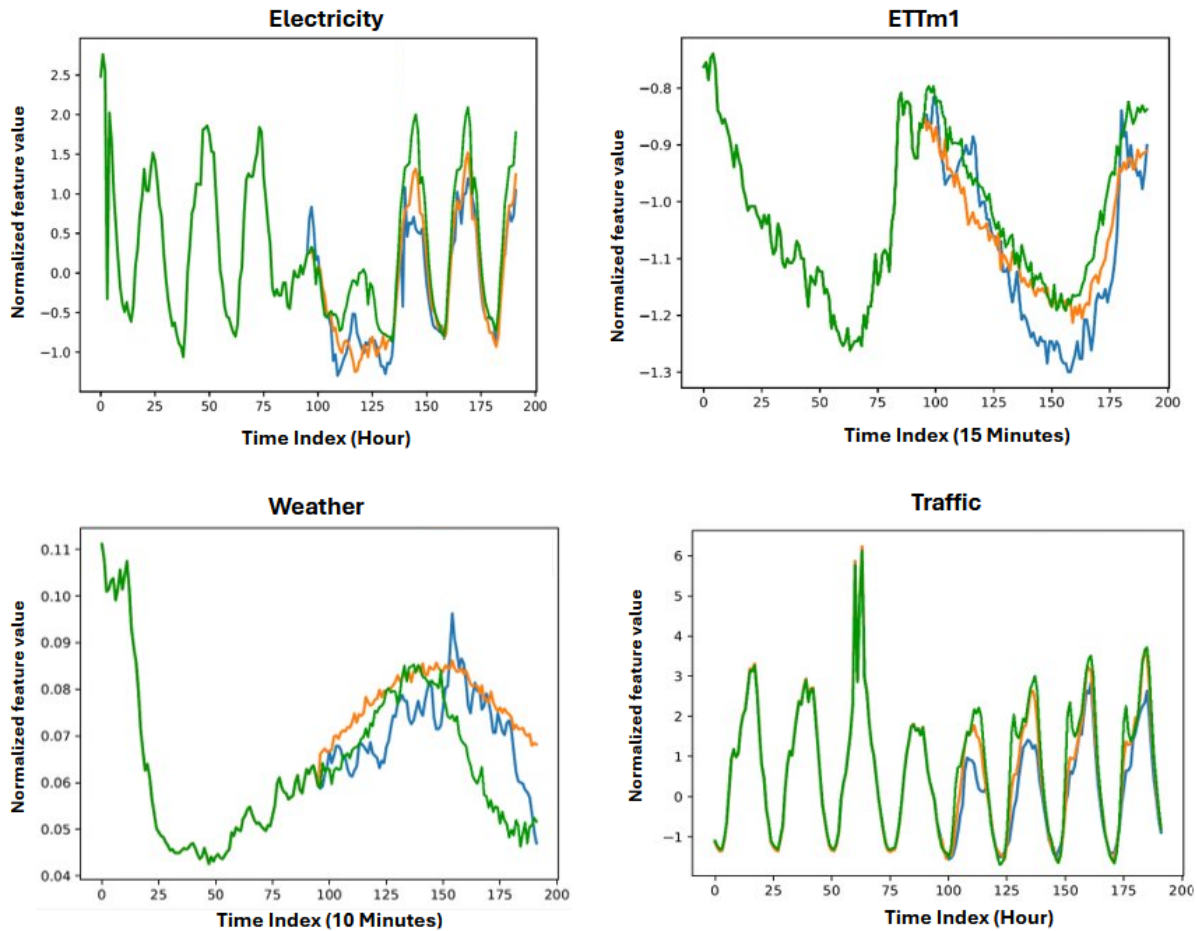 Electricity
Normalized feature value
2.5
2.0
1.5
1.0
0.5
0.0
−0.5
−1.0
0 25 50 75 100 125 150 175 200
Time Index (Hour)
ETTm1
Normalized feature value
−0.8
−0.9
−1.0
−1.1
−1.2
−1.3
0 25 50 75 100 125 150 175 200
Time Index (15 Minutes)
Weather
Normalized feature value
0.11
0.10
0.09
0.08
0.07
0.06
0.05
0.04
0 25 50 75 100 125 150 175 200
Time Index (10 Minutes)
Traffic
Normalized feature value
6
5
4
3
2
1
0
−1
0 25 50 75 100 125 150 175 200
Time Index (Hour)